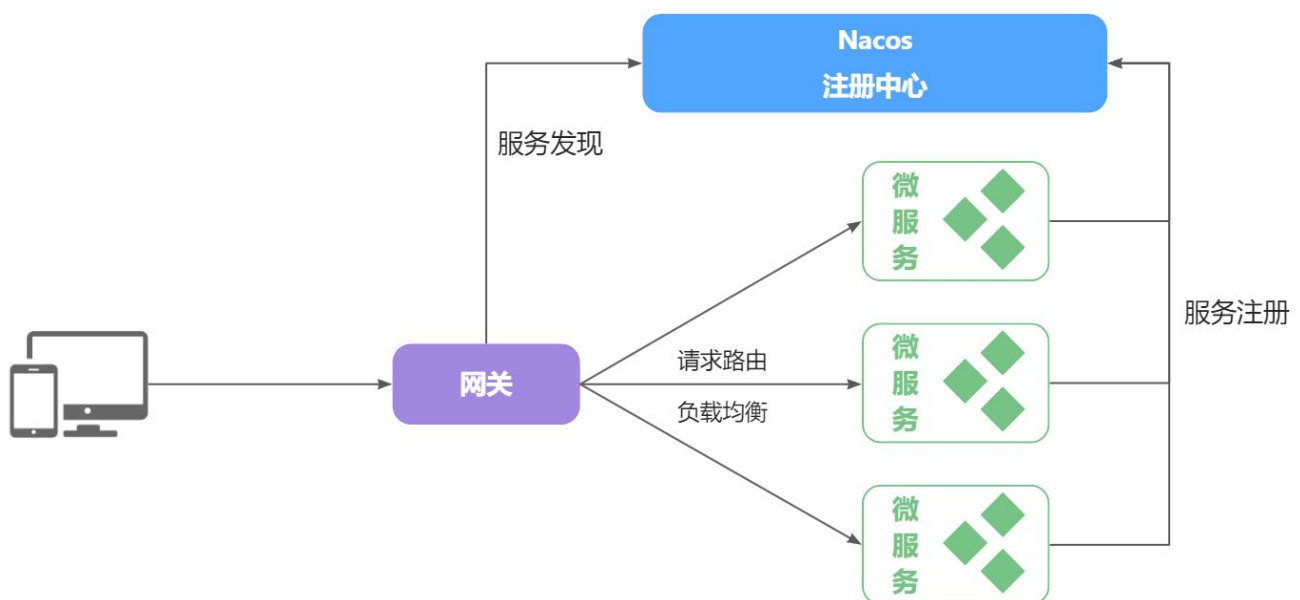 Nacos
注册中心
服务发现
微服务
服务注册
网关
请求路由
负载均衡
微服务
微服务